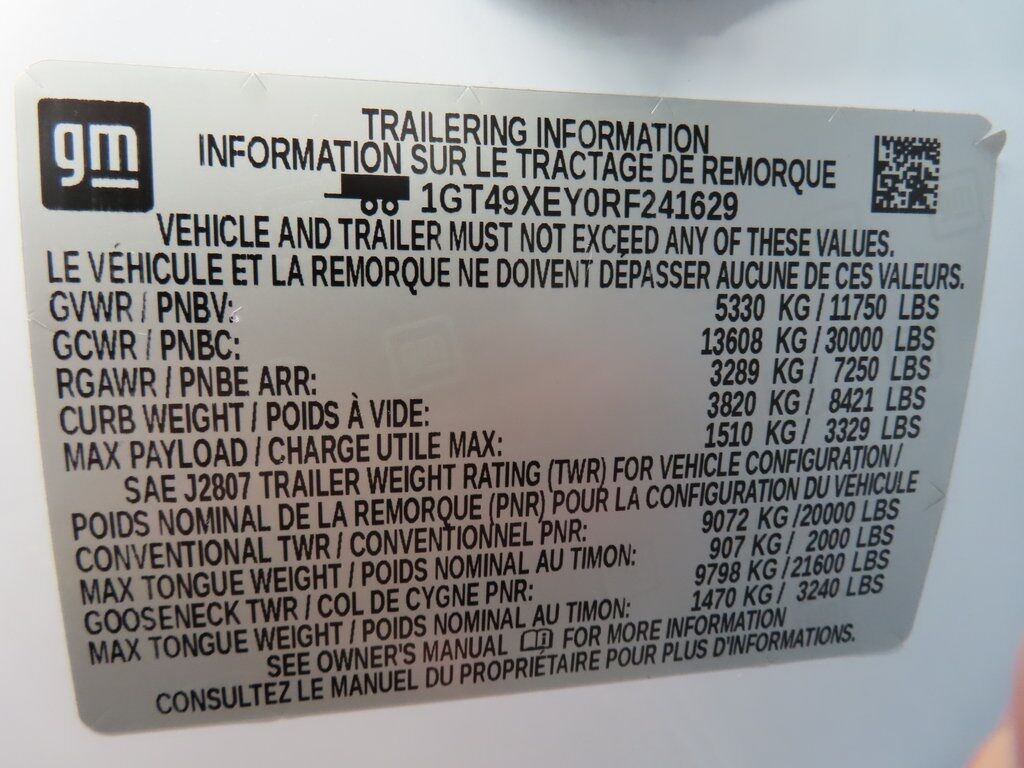 gm
TRAILERING INFORMATION
INFORMATION SUR LE TRACTAGE DE REMORQUE
1GT49XEY0RF241629
VEHICLE AND TRAILER MUST NOT EXCEED ANY OF THESE VALUES.
LE VÉHICULE ET LA REMORQUE NE DOIVENT DÉPASSER AUCUNE DE CES VALEURS.
GVWR / PNBV: 5330 KG / 11750 LBS
GCWR / PNBC: 13608 KG / 30000 LBS
RGAWR / PNBE ARR: 3289 KG / 7250 LBS
CURB WEIGHT / POIDS À VIDE: 3820 KG / 8421 LBS
MAX PAYLOAD / CHARGE UTILE MAX: 1510 KG / 3329 LBS
SAE J2807 TRAILER WEIGHT RATING (TWR) FOR VEHICLE CONFIGURATION /
POIDS NOMINAL DE LA REMORQUE (PNR) POUR LA CONFIGURATION DU VEHICULE
CONVENTIONAL TWR / CONVENTIONNEL PNR: 9072 KG / 20000 LBS
MAX TONGUE WEIGHT / POIDS NOMINAL AU TIMON: 907 KG / 2000 LBS
GOOSENECK TWR / COL DE CYGNE PNR: 9798 KG / 21600 LBS
MAX TONGUE WEIGHT / POIDS NOMINAL AU TIMON: 1470 KG / 3240 LBS
SEE OWNER'S MANUAL FOR MORE INFORMATION
CONSULTEZ LE MANUEL DU PROPRIÉTAIRE POUR PLUS D'INFORMATIONS.